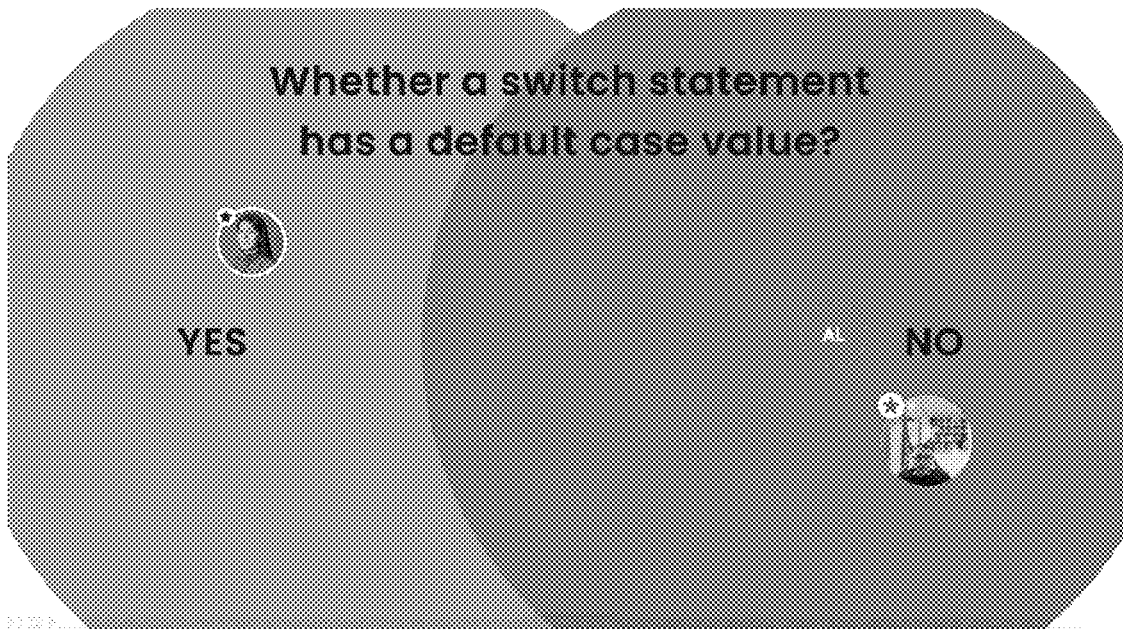 Whether a switch statement
has a default case value?
YES
NO